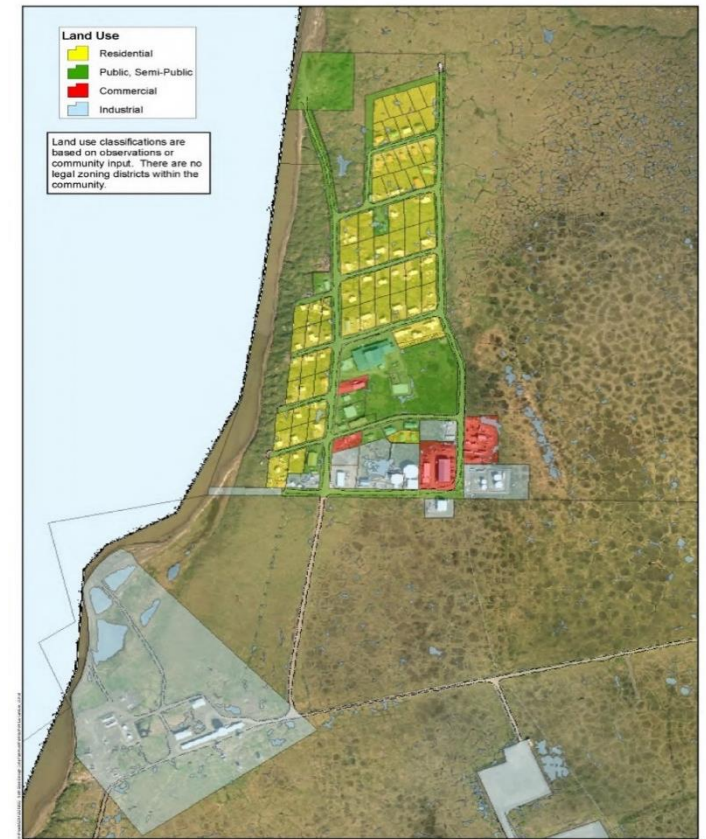 Land Use
Residential
Public, Semi-Public
Commercial
Industrial
Land use classifications are
based on observations or
community input. There are no
legal zoning districts within the
community.